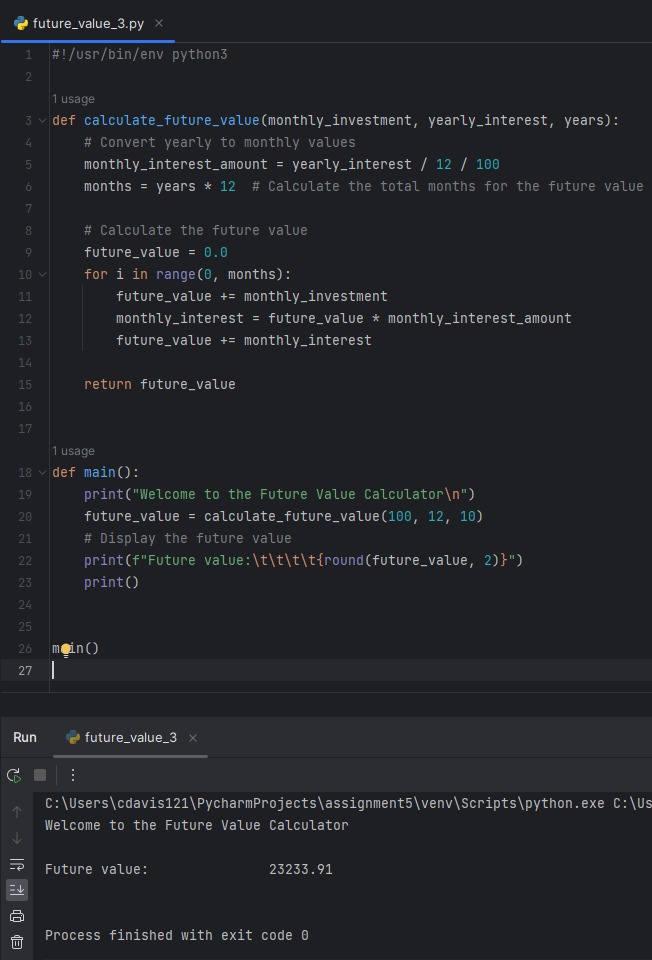 future_value_3.py ×
1 #!/usr/bin/env python3
2
1 usage
3 def calculate_future_value(monthly_investment, yearly_interest, years):
4     # Convert yearly to monthly values
5     monthly_interest_amount = yearly_interest / 12 / 100
6     months = years * 12  # Calculate the total months for the future value
7
8     # Calculate the future value
9     future_value = 0.0
10     for i in range(0, months):
11         future_value += monthly_investment
12         monthly_interest = future_value * monthly_interest_amount
13         future_value += monthly_interest
14
15     return future_value
16
17
1 usage
18 def main():
19     print("Welcome to the Future Value Calculator\n")
20     future_value = calculate_future_value(100, 12, 10)
21     # Display the future value
22     print(f"Future value:\t\t\t\t{round(future_value, 2)}")
23     print()
24
25
26 main()
27
Run future_value_3 ×
C:\Users\cdavis121\PycharmProjects\assignment5\venv\Scripts\python.exe C:\Us
Welcome to the Future Value Calculator
Future value:               23233.91
Process finished with exit code 0